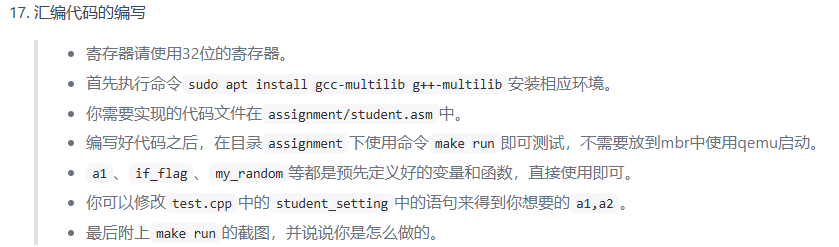 17. 汇编代码的编写
• 寄存器请使用32位的寄存器。
• 首先执行命令 sudo apt install gcc-multilib g++-multilib 安装相应环境。
• 你需要实现的代码文件在 assignment/student.asm 中。
• 编写好代码之后，在目录 assignment 下使用命令 make run 即可测试，不需要放到mbr中使用qemu启动。
• a1 、 if_flag 、 my_random 等都是预先定义好的变量和函数，直接使用即可。
• 你可以修改 test.cpp 中的 student_setting 中的语句来得到你想要的 a1,a2 。
• 最后附上 make run 的截图，并说说你是怎么做的。